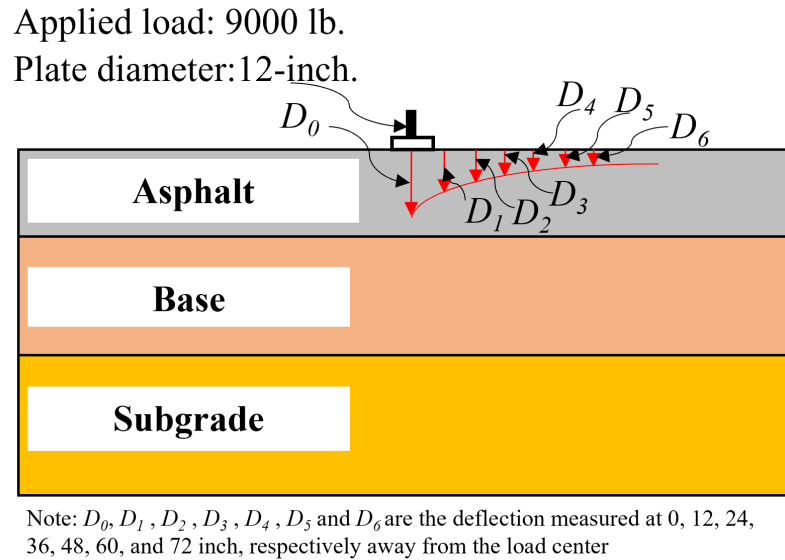 Applied load: 9000 lb.
Plate diameter:12-inch.
D0
D4 D5 D6
D1 D2 D3
Asphalt
Base
Subgrade
Note: D0, D1 , D2 , D3 , D4 , D5 and D6 are the deflection measured at 0, 12, 24,
36, 48, 60, and 72 inch, respectively away from the load center